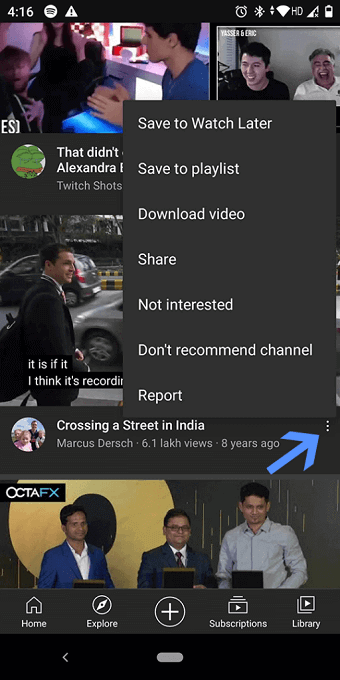 4:16
HD
YASSER & ERIC
ES]
Save to Watch Later
Save to playlist
Download video
Share
Not interested
Don't recommend channel
Report
That didn't
Alexandra
Twitch Shots
it is if it
I think it's recordin
Crossing a Street in India
Marcus Dersch · 6.1 lakh views · 8 years ago
OCTAFX
Home
Explore
Subscriptions
Library